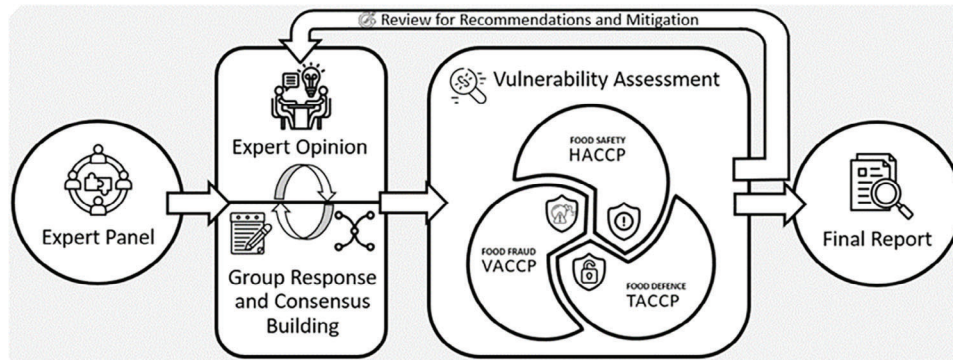 Review for Recommendations and Mitigation
Expert Panel
Expert Opinion
Group Response
and Consensus
Building
Vulnerability Assessment
FOOD SAFETY
HACCP
FOOD FRAUD
VACCP
FOOD DEFENCE
TACCP
Final Report